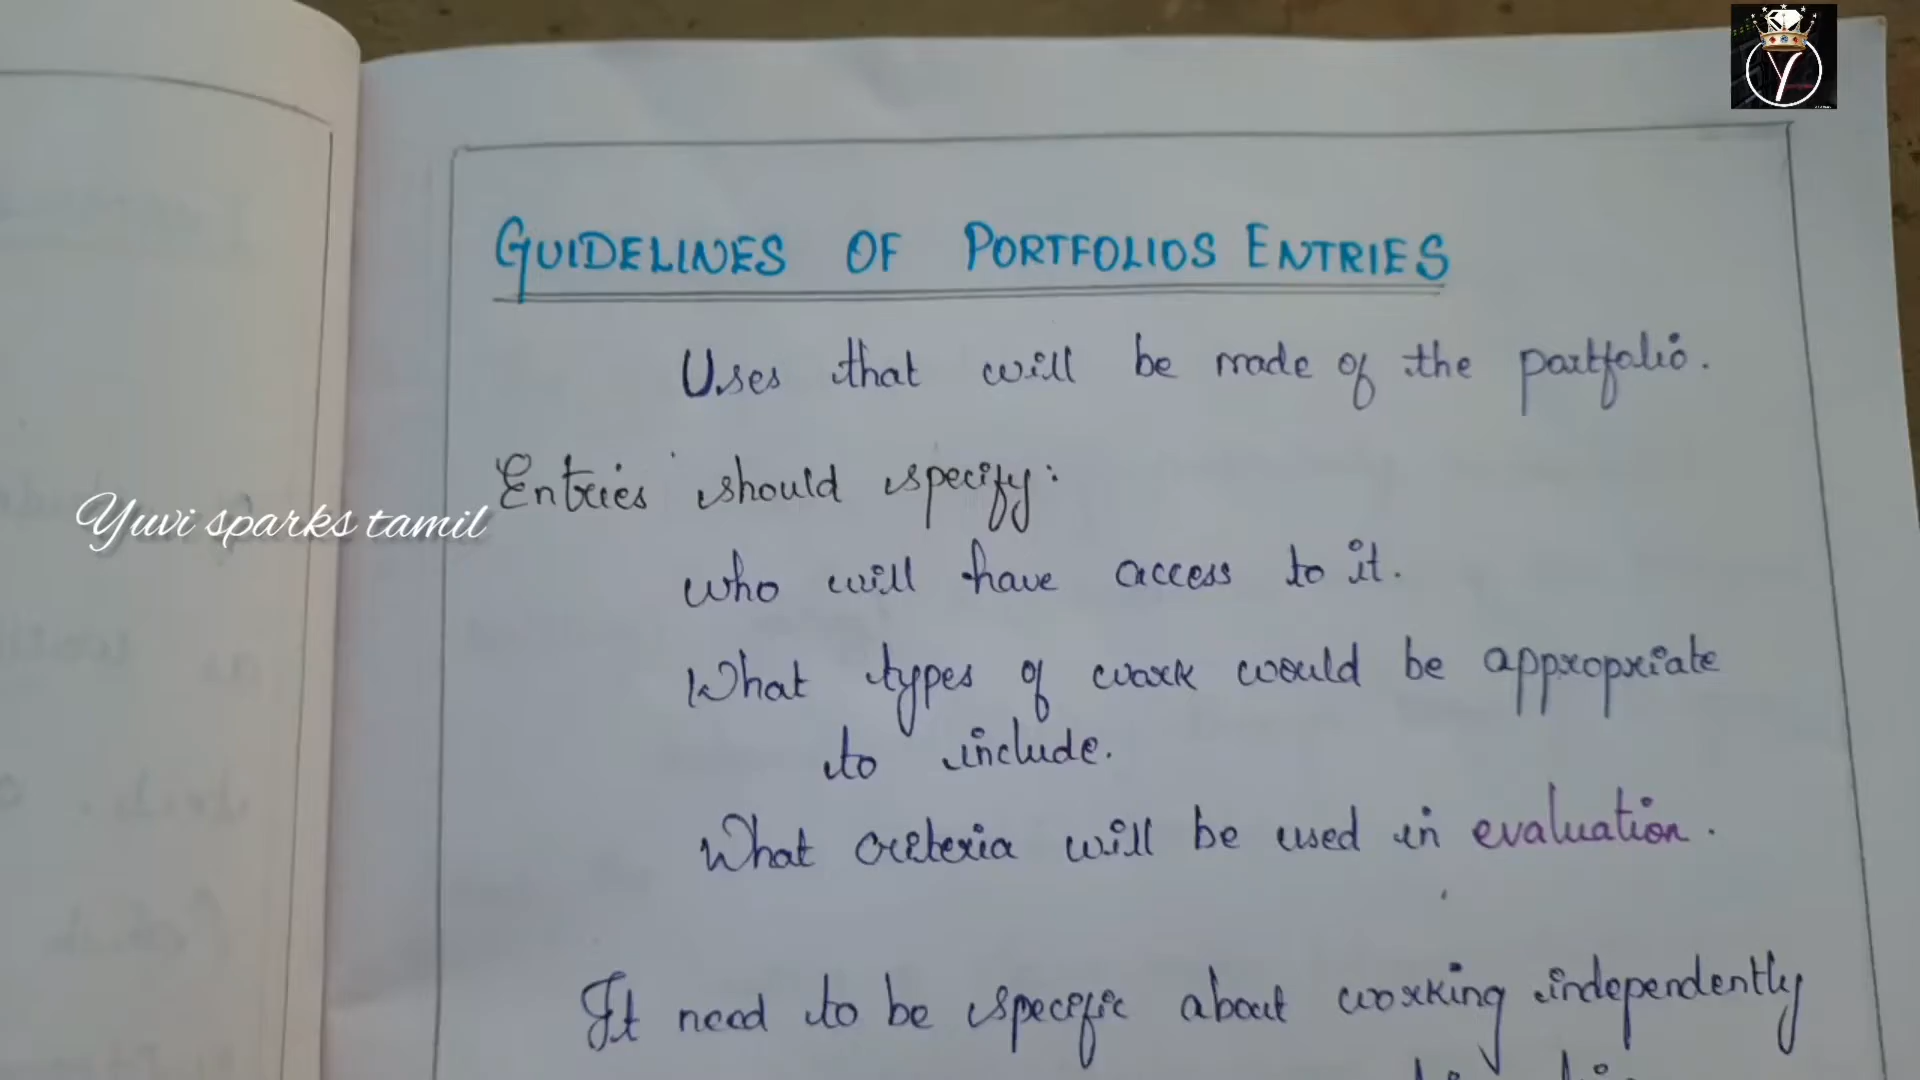 GUIDELINES OF PORTFOLIOS ENTRIES
Uses that will be made of the portfolio.
Entries should specify:
who will have access to it.
What types of work would be appropriate
to include.
What criteria will be used in evaluation.
It need to be specific about working independently
Yuvi sparks tamil
Y